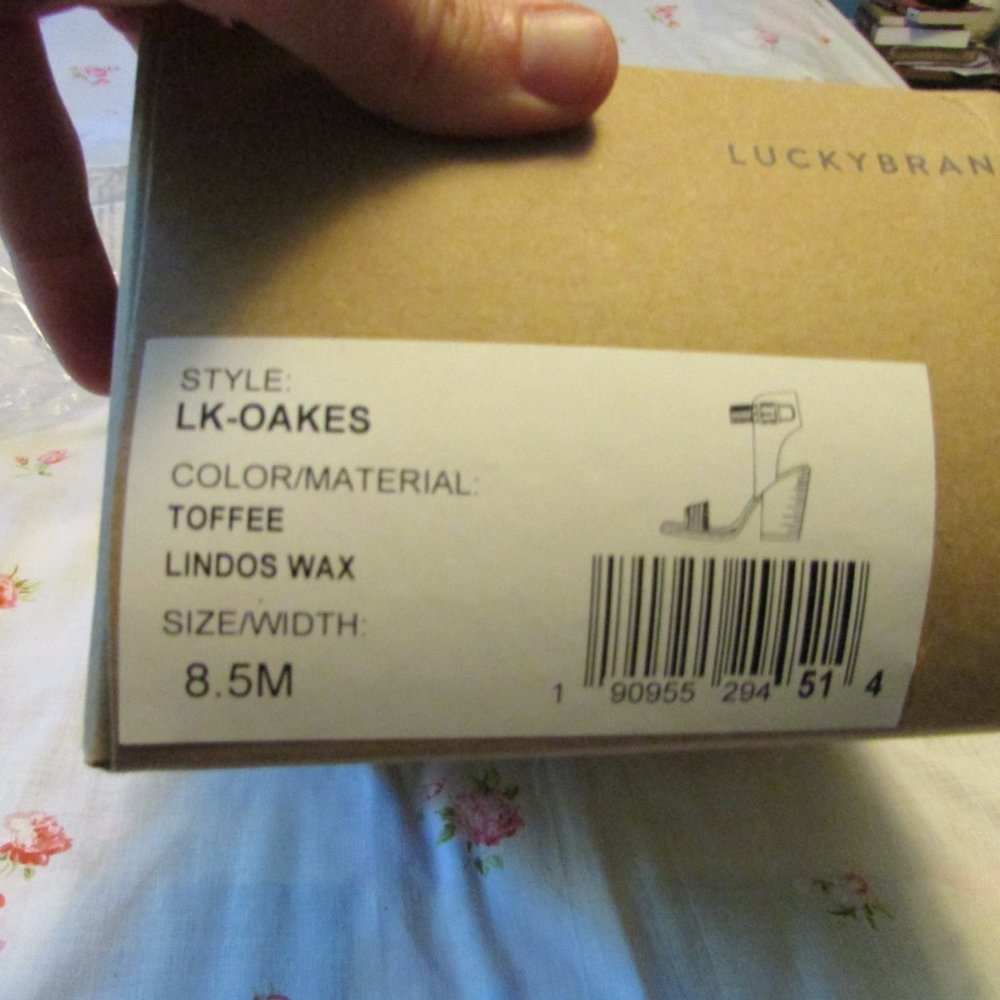 LUCKYBRAN
STYLE:
LK-OAKES
COLOR/MATERIAL:
TOFFEE
LINDOS WAX
SIZE/WIDTH:
8.5M
1 90955 294 51 4